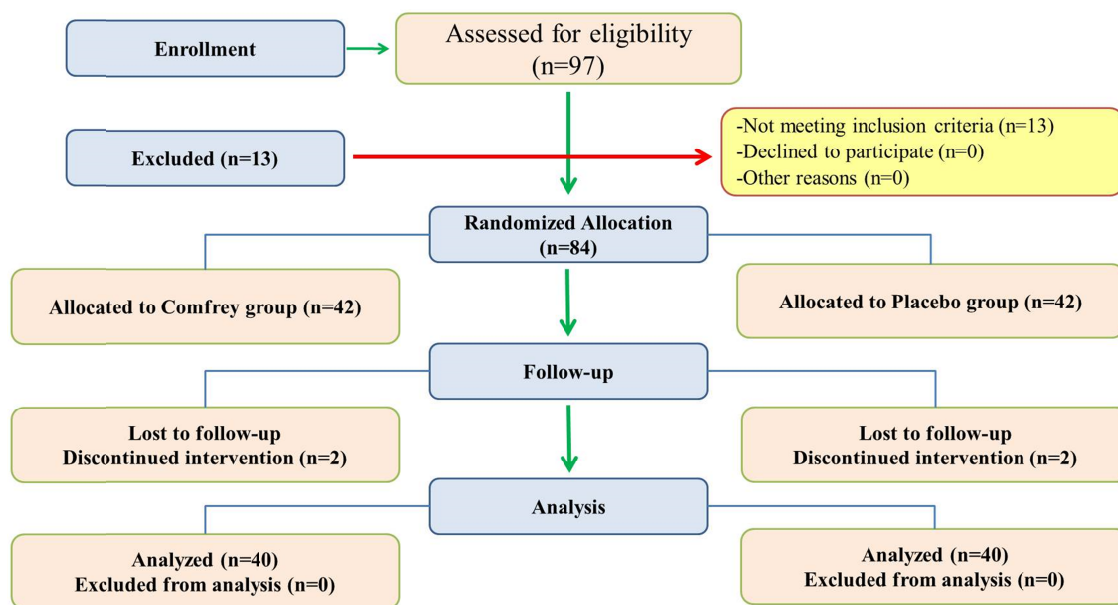 Enrollment
Assessed for eligibility
(n=97)
Excluded (n=13)
-Not meeting inclusion criteria (n=13)
-Declined to participate (n=0)
-Other reasons (n=0)
Randomized Allocation
(n=84)
Allocated to Comfrey group (n=42)
Allocated to Placebo group (n=42)
Follow-up
Lost to follow-up
Discontinued intervention (n=2)
Lost to follow-up
Discontinued intervention (n=2)
Analysis
Analyzed (n=40)
Excluded from analysis (n=0)
Analyzed (n=40)
Excluded from analysis (n=0)